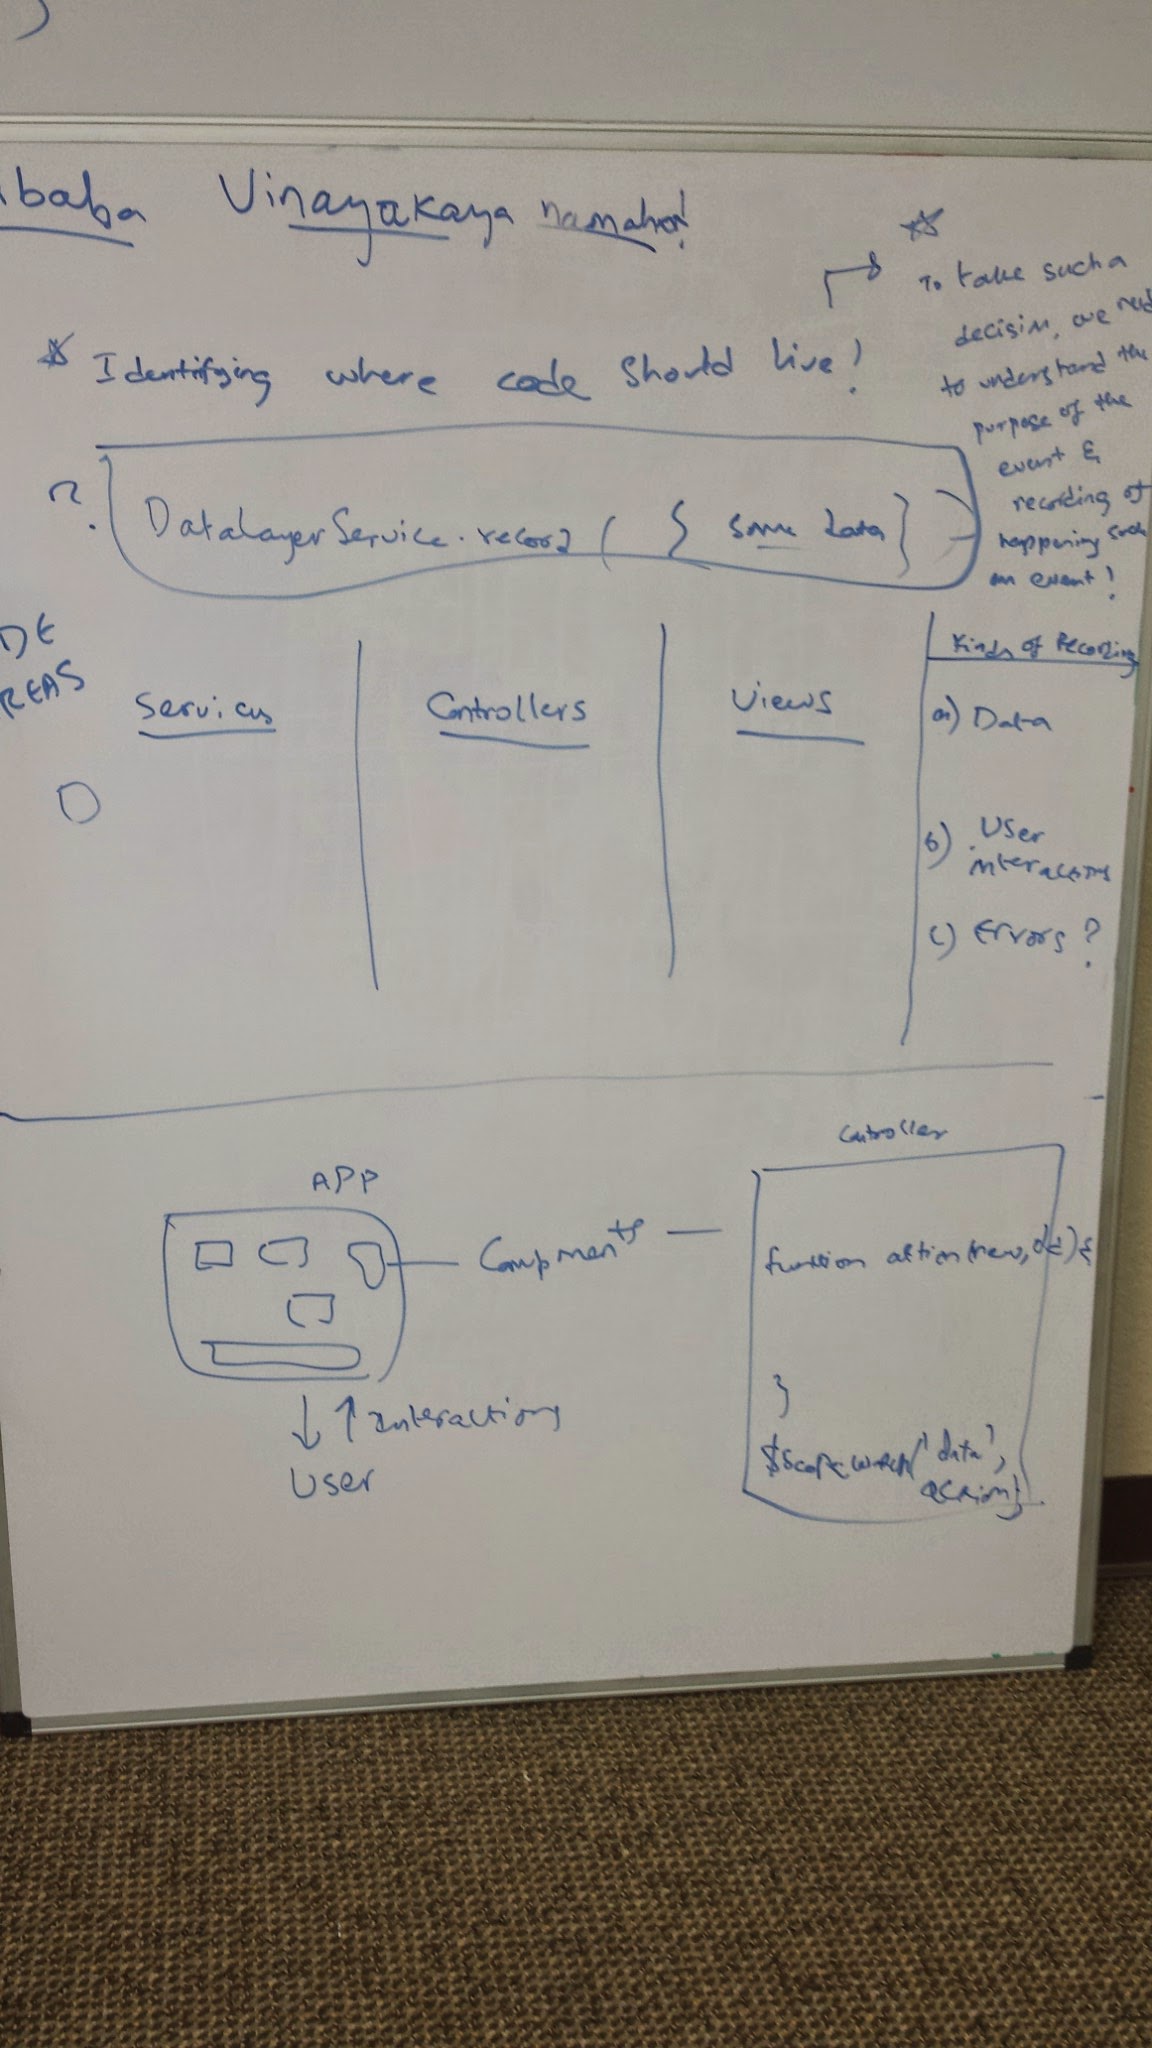 ibaba Vinayakaya namaha!
Identifying where code should live!
To take such a
decision, we need
to understand the
purpose of the
event &
recording of
happening such
an event!
? DataLayerService.record ( { some data }
DE
REAS
Services
Controllers
Views
Kinds of Recording
a) Data
b) User
interactions
c) Errors ?
APP
Components
Interactions
User
Controller
function action(new, old) {
}
$scope.watch('data',
action)